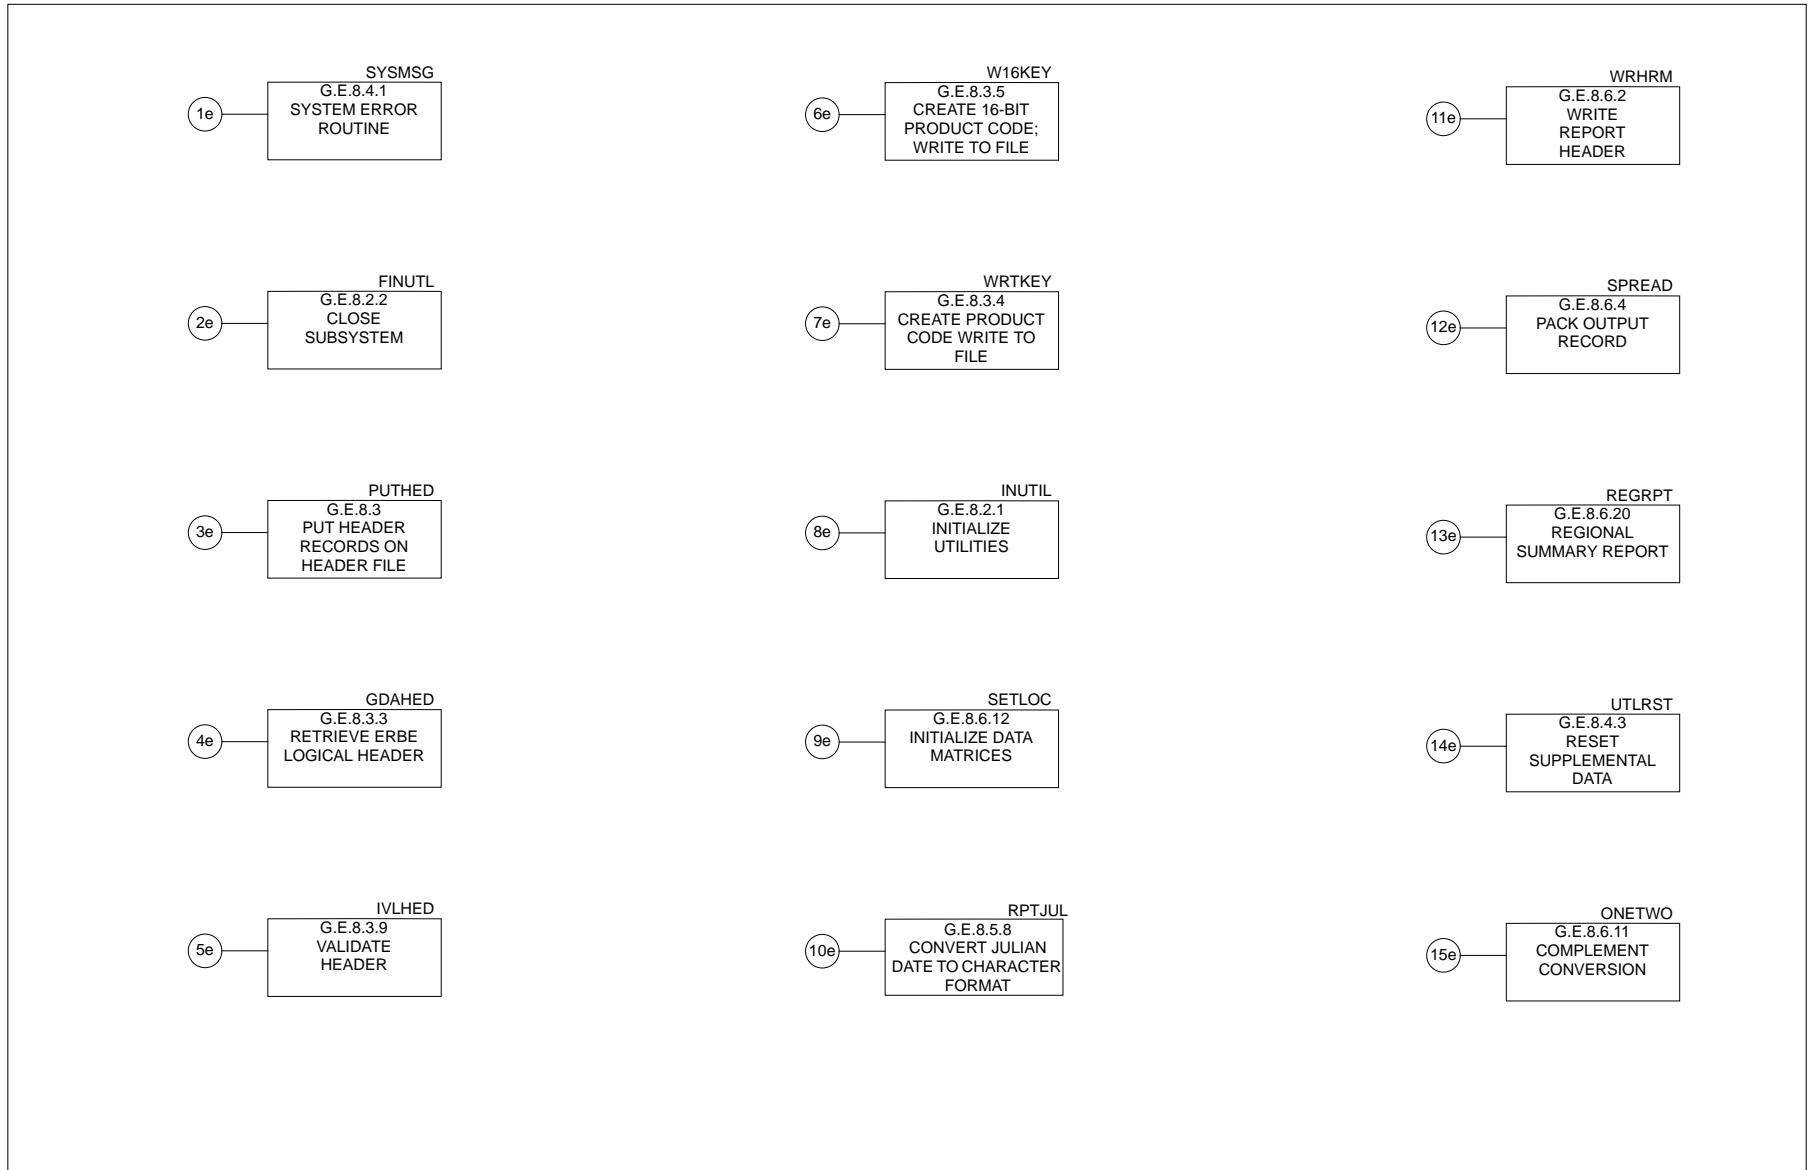 SYSMSG
1e
G.E.8.4.1
SYSTEM ERROR
ROUTINE
FINUTL
2e
G.E.8.2.2
CLOSE
SUBSYSTEM
PUTHED
3e
G.E.8.3
PUT HEADER
RECORDS ON
HEADER FILE
GDAHED
4e
G.E.8.3.3
RETRIEVE ERBE
LOGICAL HEADER
IVLHED
5e
G.E.8.3.9
VALIDATE
HEADER
W16KEY
6e
G.E.8.3.5
CREATE 16-BIT
PRODUCT CODE;
WRITE TO FILE
WRTKEY
7e
G.E.8.3.4
CREATE PRODUCT
CODE WRITE TO
FILE
INUTIL
8e
G.E.8.2.1
INITIALIZE
UTILITIES
SETLOC
9e
G.E.8.6.12
INITIALIZE DATA
MATRICES
RPTJUL
10e
G.E.8.5.8
CONVERT JULIAN
DATE TO CHARACTER
FORMAT
WRHRM
11e
G.E.8.6.2
WRITE
REPORT
HEADER
SPREAD
12e
G.E.8.6.4
PACK OUTPUT
RECORD
REGRPT
13e
G.E.8.6.20
REGIONAL
SUMMARY REPORT
UTLRST
14e
G.E.8.4.3
RESET
SUPPLEMENTAL
DATA
ONETWO
15e
G.E.8.6.11
COMPLEMENT
CONVERSION